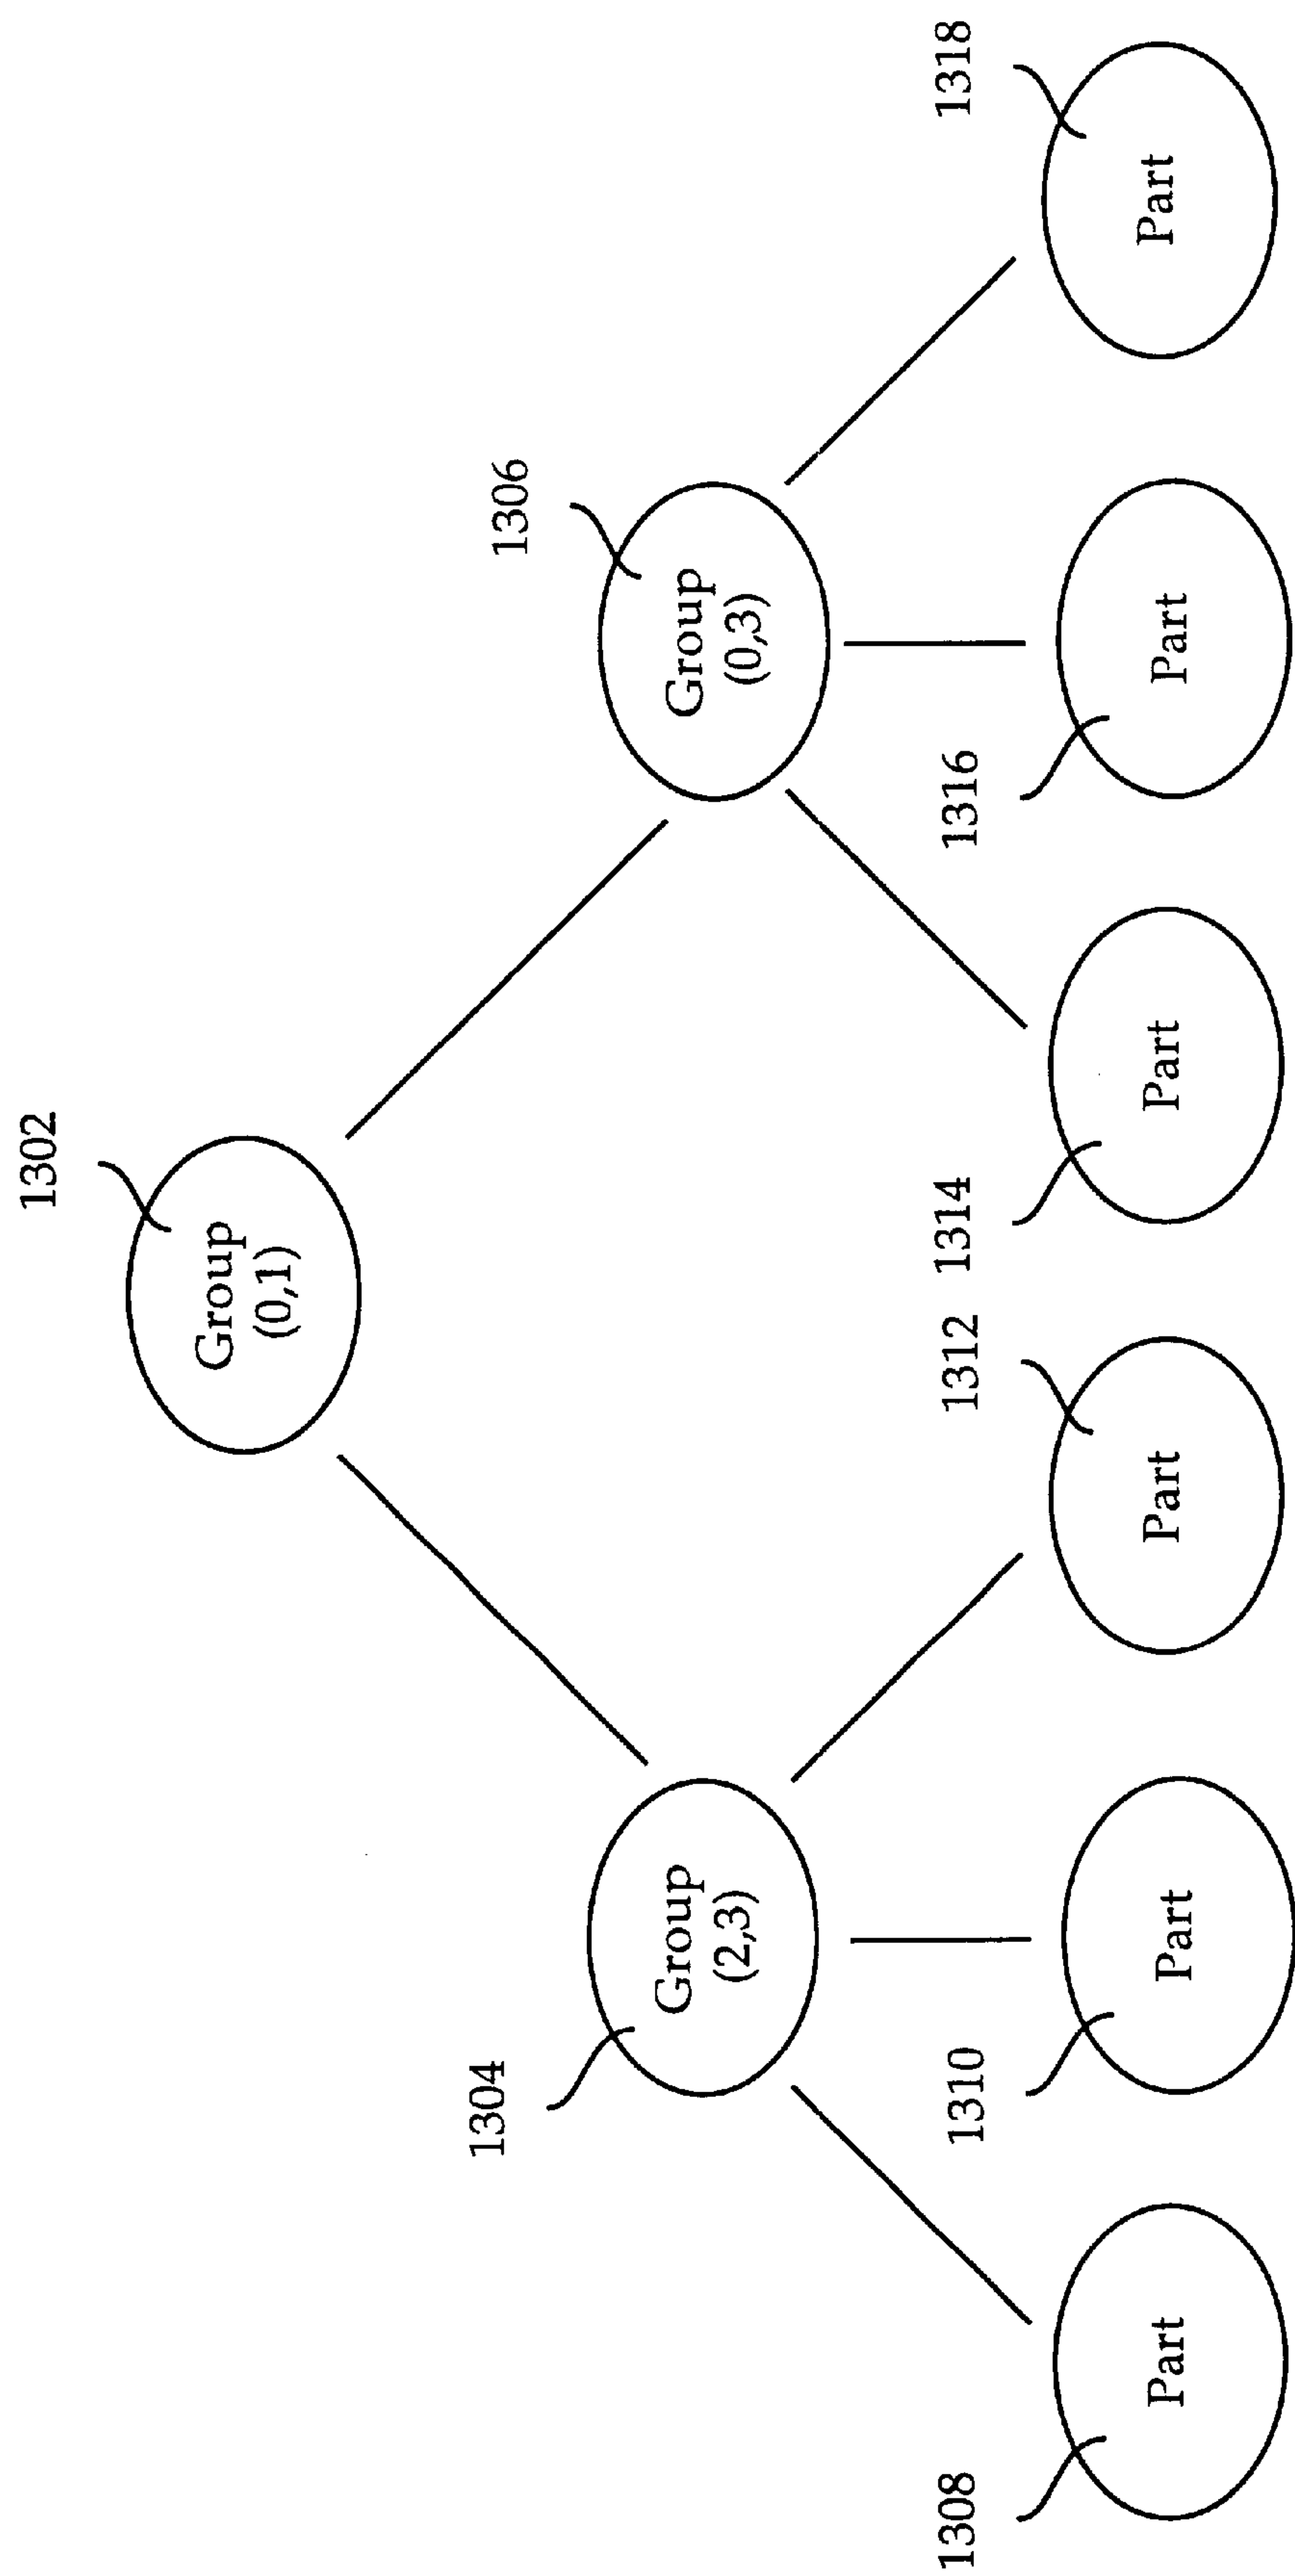 1302
Group
(0,1)
1304
Group
(2,3)
1306
Group
(0,3)
1308
Part
1310
Part
1312
Part
1314
Part
1316
Part
1318
Part